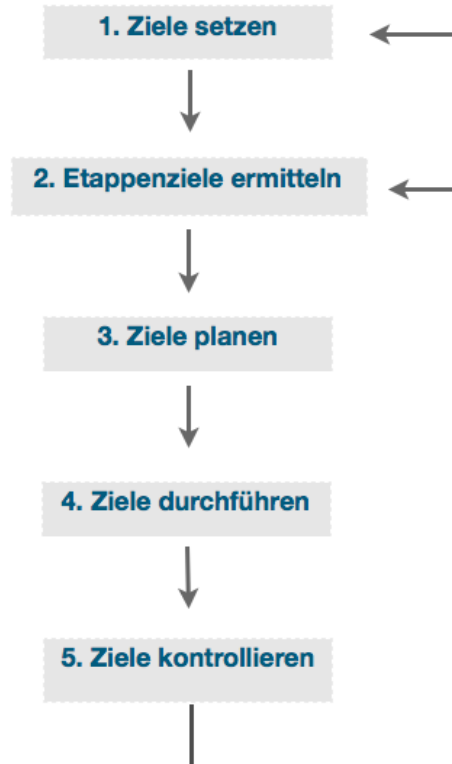 1. Ziele setzen
2. Etappenziele ermitteln
3. Ziele planen
4. Ziele durchführen
5. Ziele kontrollieren